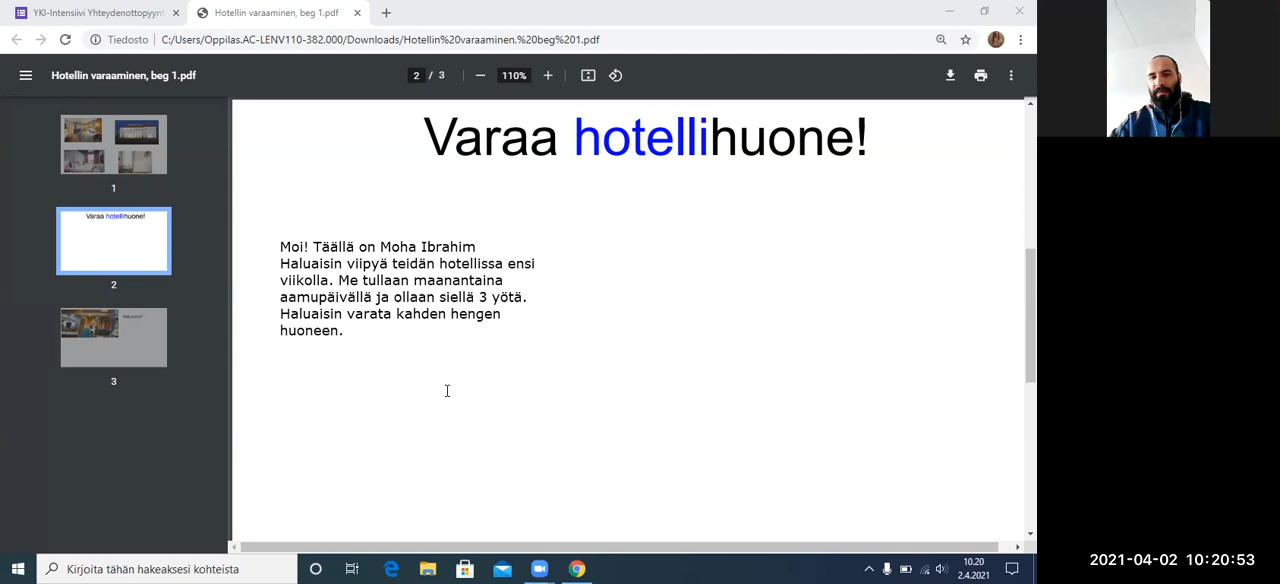 YKI-Intensiivi Yhteydenottopyynt
Hotellin varaaminen, beg 1.pdf
Tiedosto
C:/Users/Oppilas.AC-LENV110-382.000/Downloads/Hotellin%20varaaminen,%20beg%201.pdf
Hotellin varaaminen, beg 1.pdf
2 / 3
110%
1
Varaa hotellihuone!
2
3
Varaa hotellihuone!
Moi! Täällä on Moha Ibrahim
Haluaisin viipyä teidän hotellissa ensi
viikolla. Me tullaan maanantaina
aamupäivällä ja ollaan siellä 3 yötä.
Haluaisin varata kahden hengen
huoneen.
Kirjoita tähän hakeaksesi kohteista
10.20
2.4.2021
2021-04-02 10:20:53